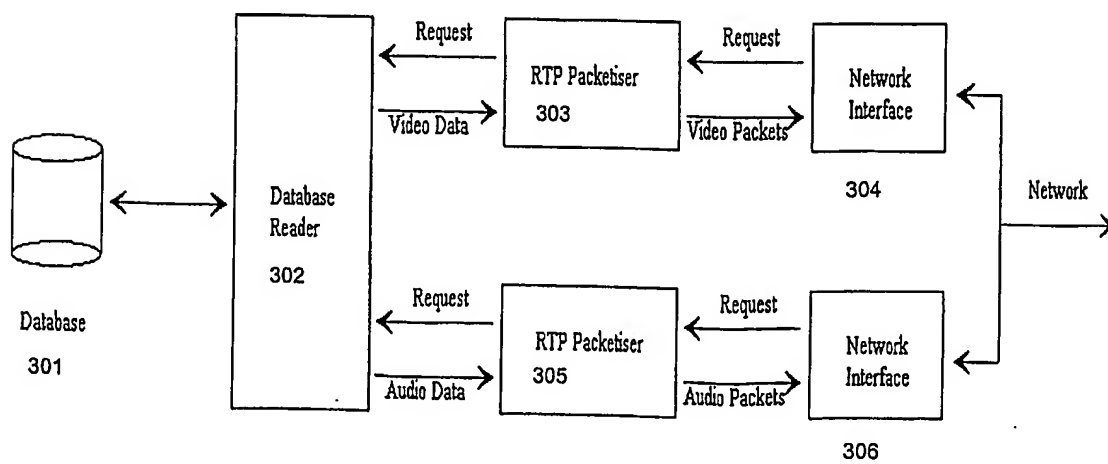 Request
Request
RTP Packetiser
303
Network
Interface
Video Data
Video Packets
304
Network
Database
Reader
302
Database
301
Request
Request
RTP Packetiser
305
Network
Interface
Audio Data
Audio Packets
306